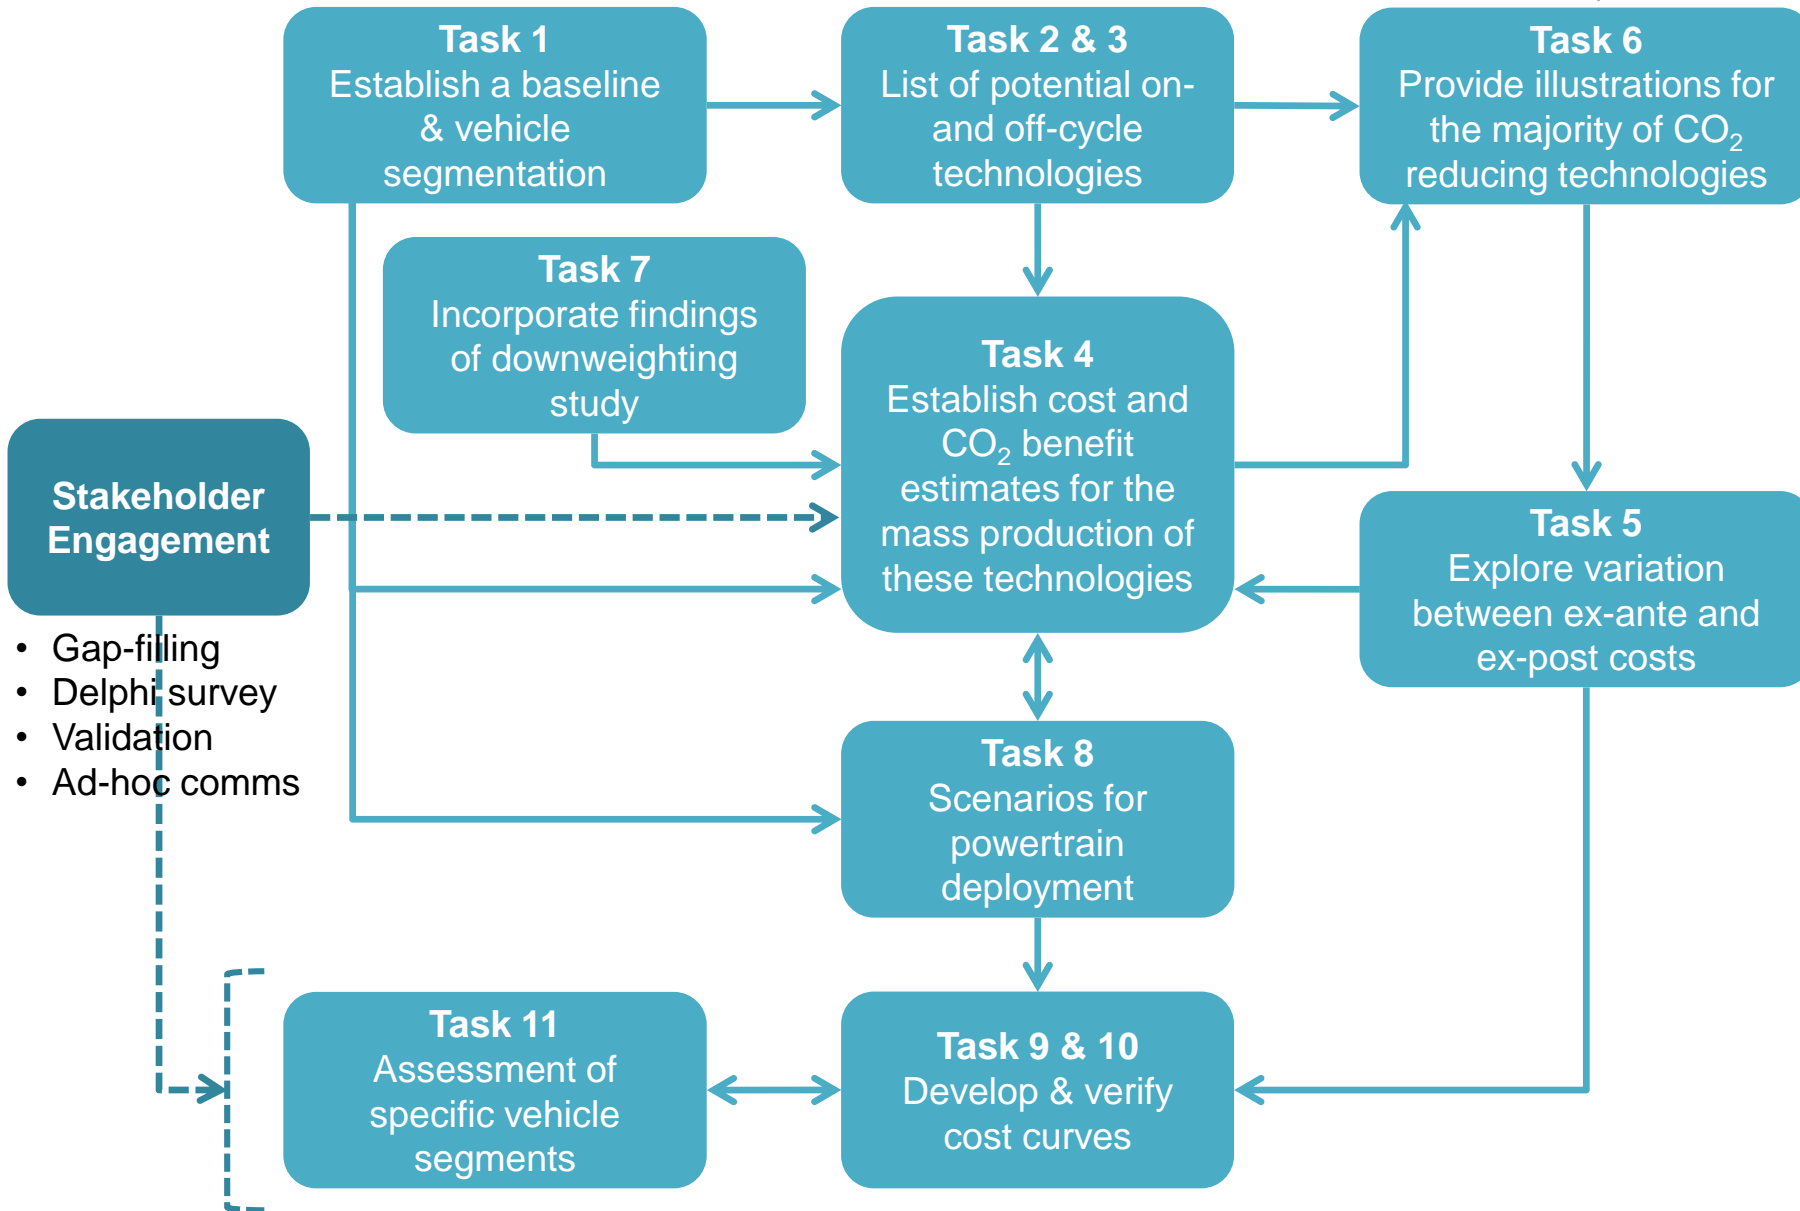 Task 1
Establish a baseline
& vehicle
segmentation
Task 2 & 3
List of potential on-
and off-cycle
technologies
Task 6
Provide illustrations for
the majority of CO₂
reducing technologies
Task 7
Incorporate findings
of downweighting
study
Task 4
Establish cost and
CO₂ benefit
estimates for the
mass production of
these technologies
Stakeholder
Engagement
• Gap-filling
• Delphi survey
• Validation
• Ad-hoc comms
Task 5
Explore variation
between ex-ante and
ex-post costs
Task 8
Scenarios for
powertrain
deployment
Task 11
Assessment of
specific vehicle
segments
Task 9 & 10
Develop & verify
cost curves